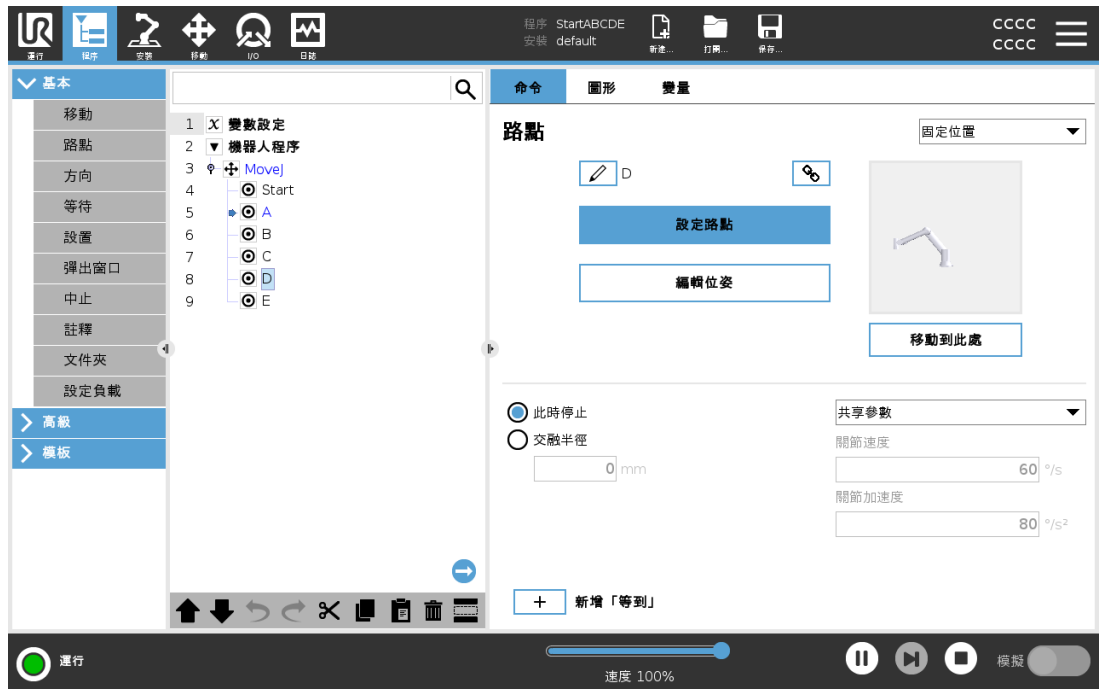 UR
程序 StartABCDE
安裝 default
cccc
cccc
運行
程序
安裝
移動
I/O
日誌
新建...
打開...
保存...
基本
移動
路點
方向
等待
設置
彈出窗口
中止
註釋
文件夾
設定負載
高級
模板
1 x 變數設定
2 機器人程序
3 MoveJ
4 Start
5 A
6 B
7 C
8 D
9 E
命令 圖形 變量
路點
固定位置
D
設定路點
編輯位姿
移動到此處
此時停止
交融半徑
0 mm
共享參數
關節速度
60 °/s
關節加速度
80 °/s²
新增「等到」
運行
速度 100%
模擬